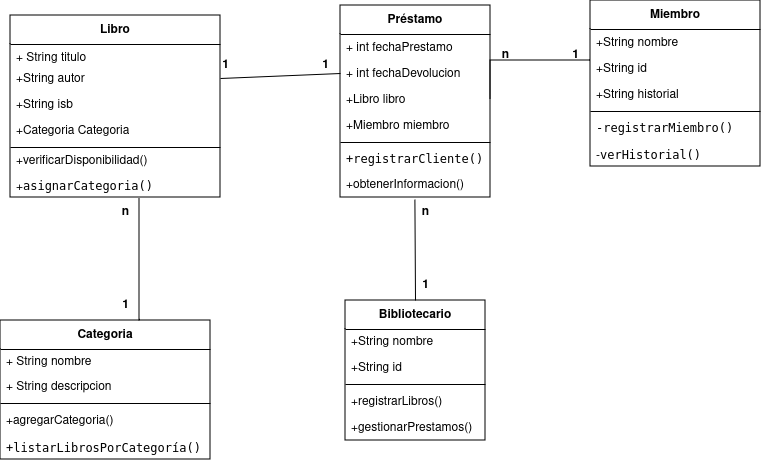 Libro
+ String titulo
+String autor
+String isb
+Categoria Categoria
+verificarDisponibilidad()
+asignarCategoria()
1
1
Préstamo
+ int fechaPrestamo
+ int fechaDevolucion
+Libro libro
+Miembro miembro
+registrarCliente()
+obtenerInformacion()
n
1
Miembro
+String nombre
+String id
+String historial
-registrarMiembro()
-verHistorial()
n
1
Categoria
+ String nombre
+ String descripcion
+agregarCategoria()
+listarLibrosPorCategoría()
n
1
Bibliotecario
+String nombre
+String id
+registrarLibros()
+gestionarPrestamos()